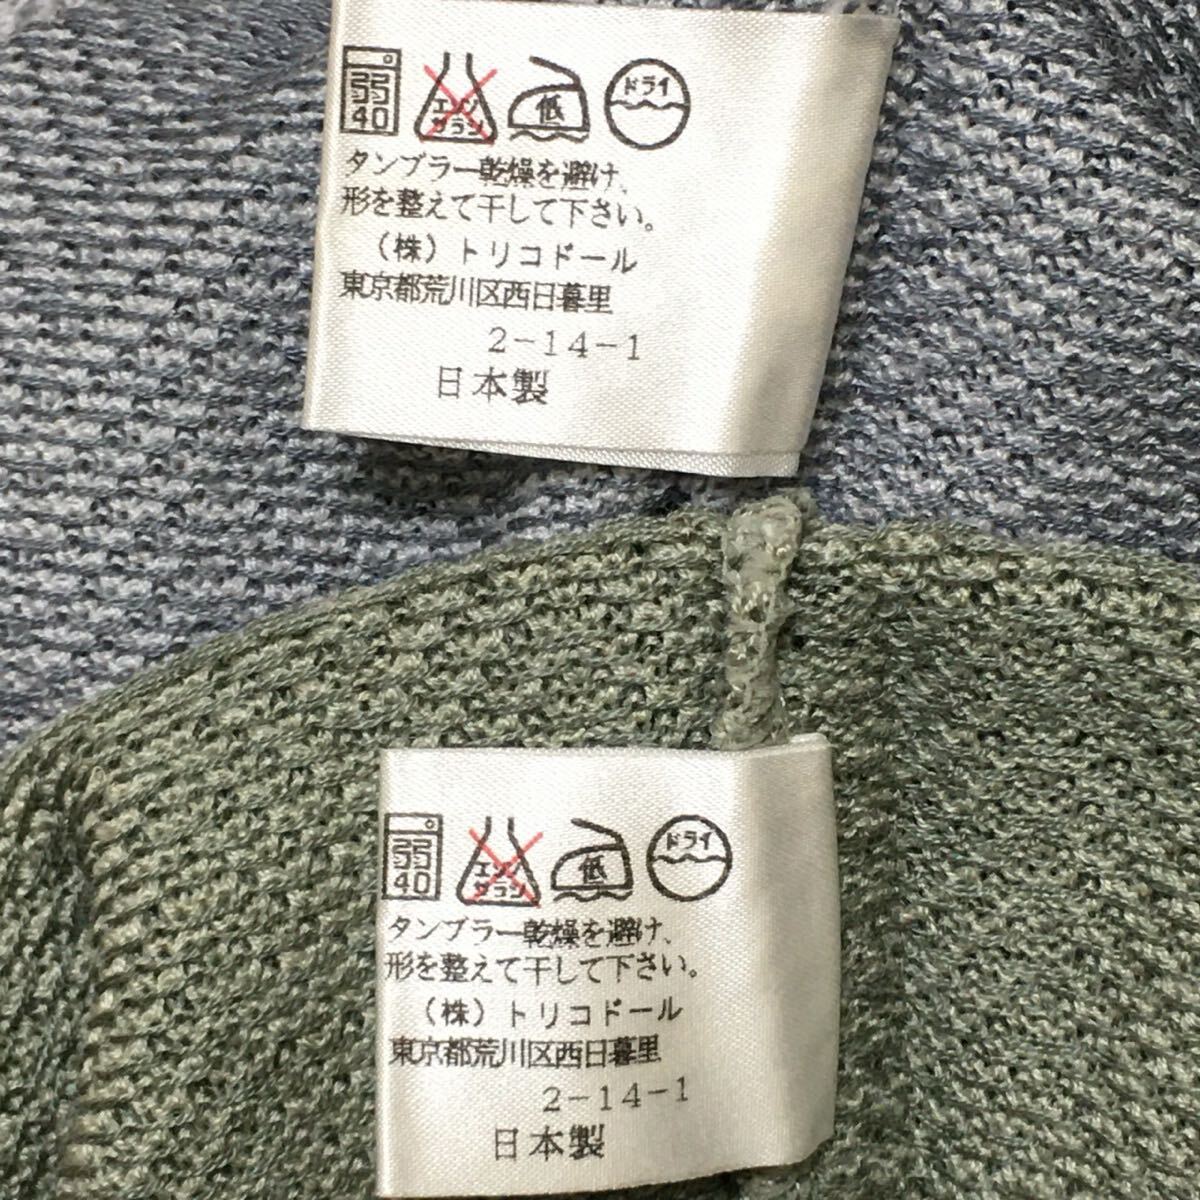 弱
40
エンソ
サラシ
低
ドライ
タンブラー乾燥を避け、
形を整えて干して下さい。
（株）トリコドール
東京都荒川区西日暮里
2-14-1
日本製
弱
40
エンソ
サラシ
低
ドライ
タンブラー乾燥を避け、
形を整えて干して下さい。
（株）トリコドール
東京都荒川区西日暮里
2-14-1
日本製